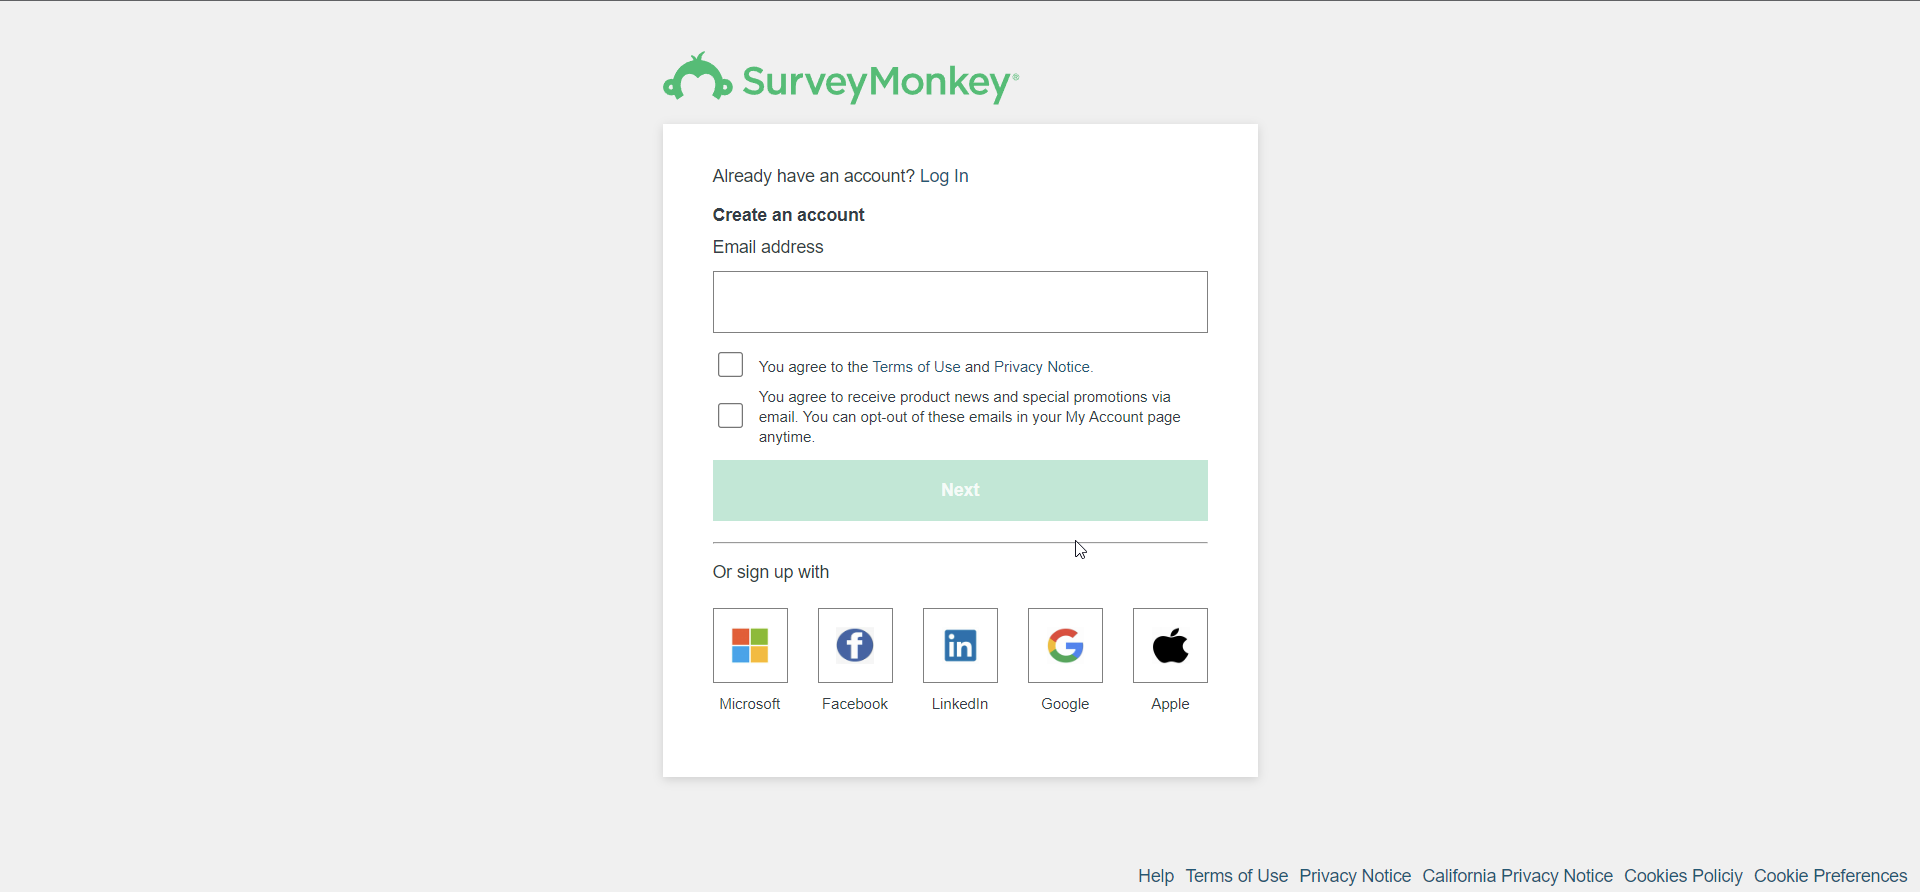 SurveyMonkey®
Already have an account? Log In
Create an account
Email address
You agree to the Terms of Use and Privacy Notice.
You agree to receive product news and special promotions via
email. You can opt-out of these emails in your My Account page
anytime.
Next
Or sign up with
Microsoft Facebook LinkedIn Google Apple
Help Terms of Use Privacy Notice California Privacy Notice Cookies Policiy Cookie Preferences